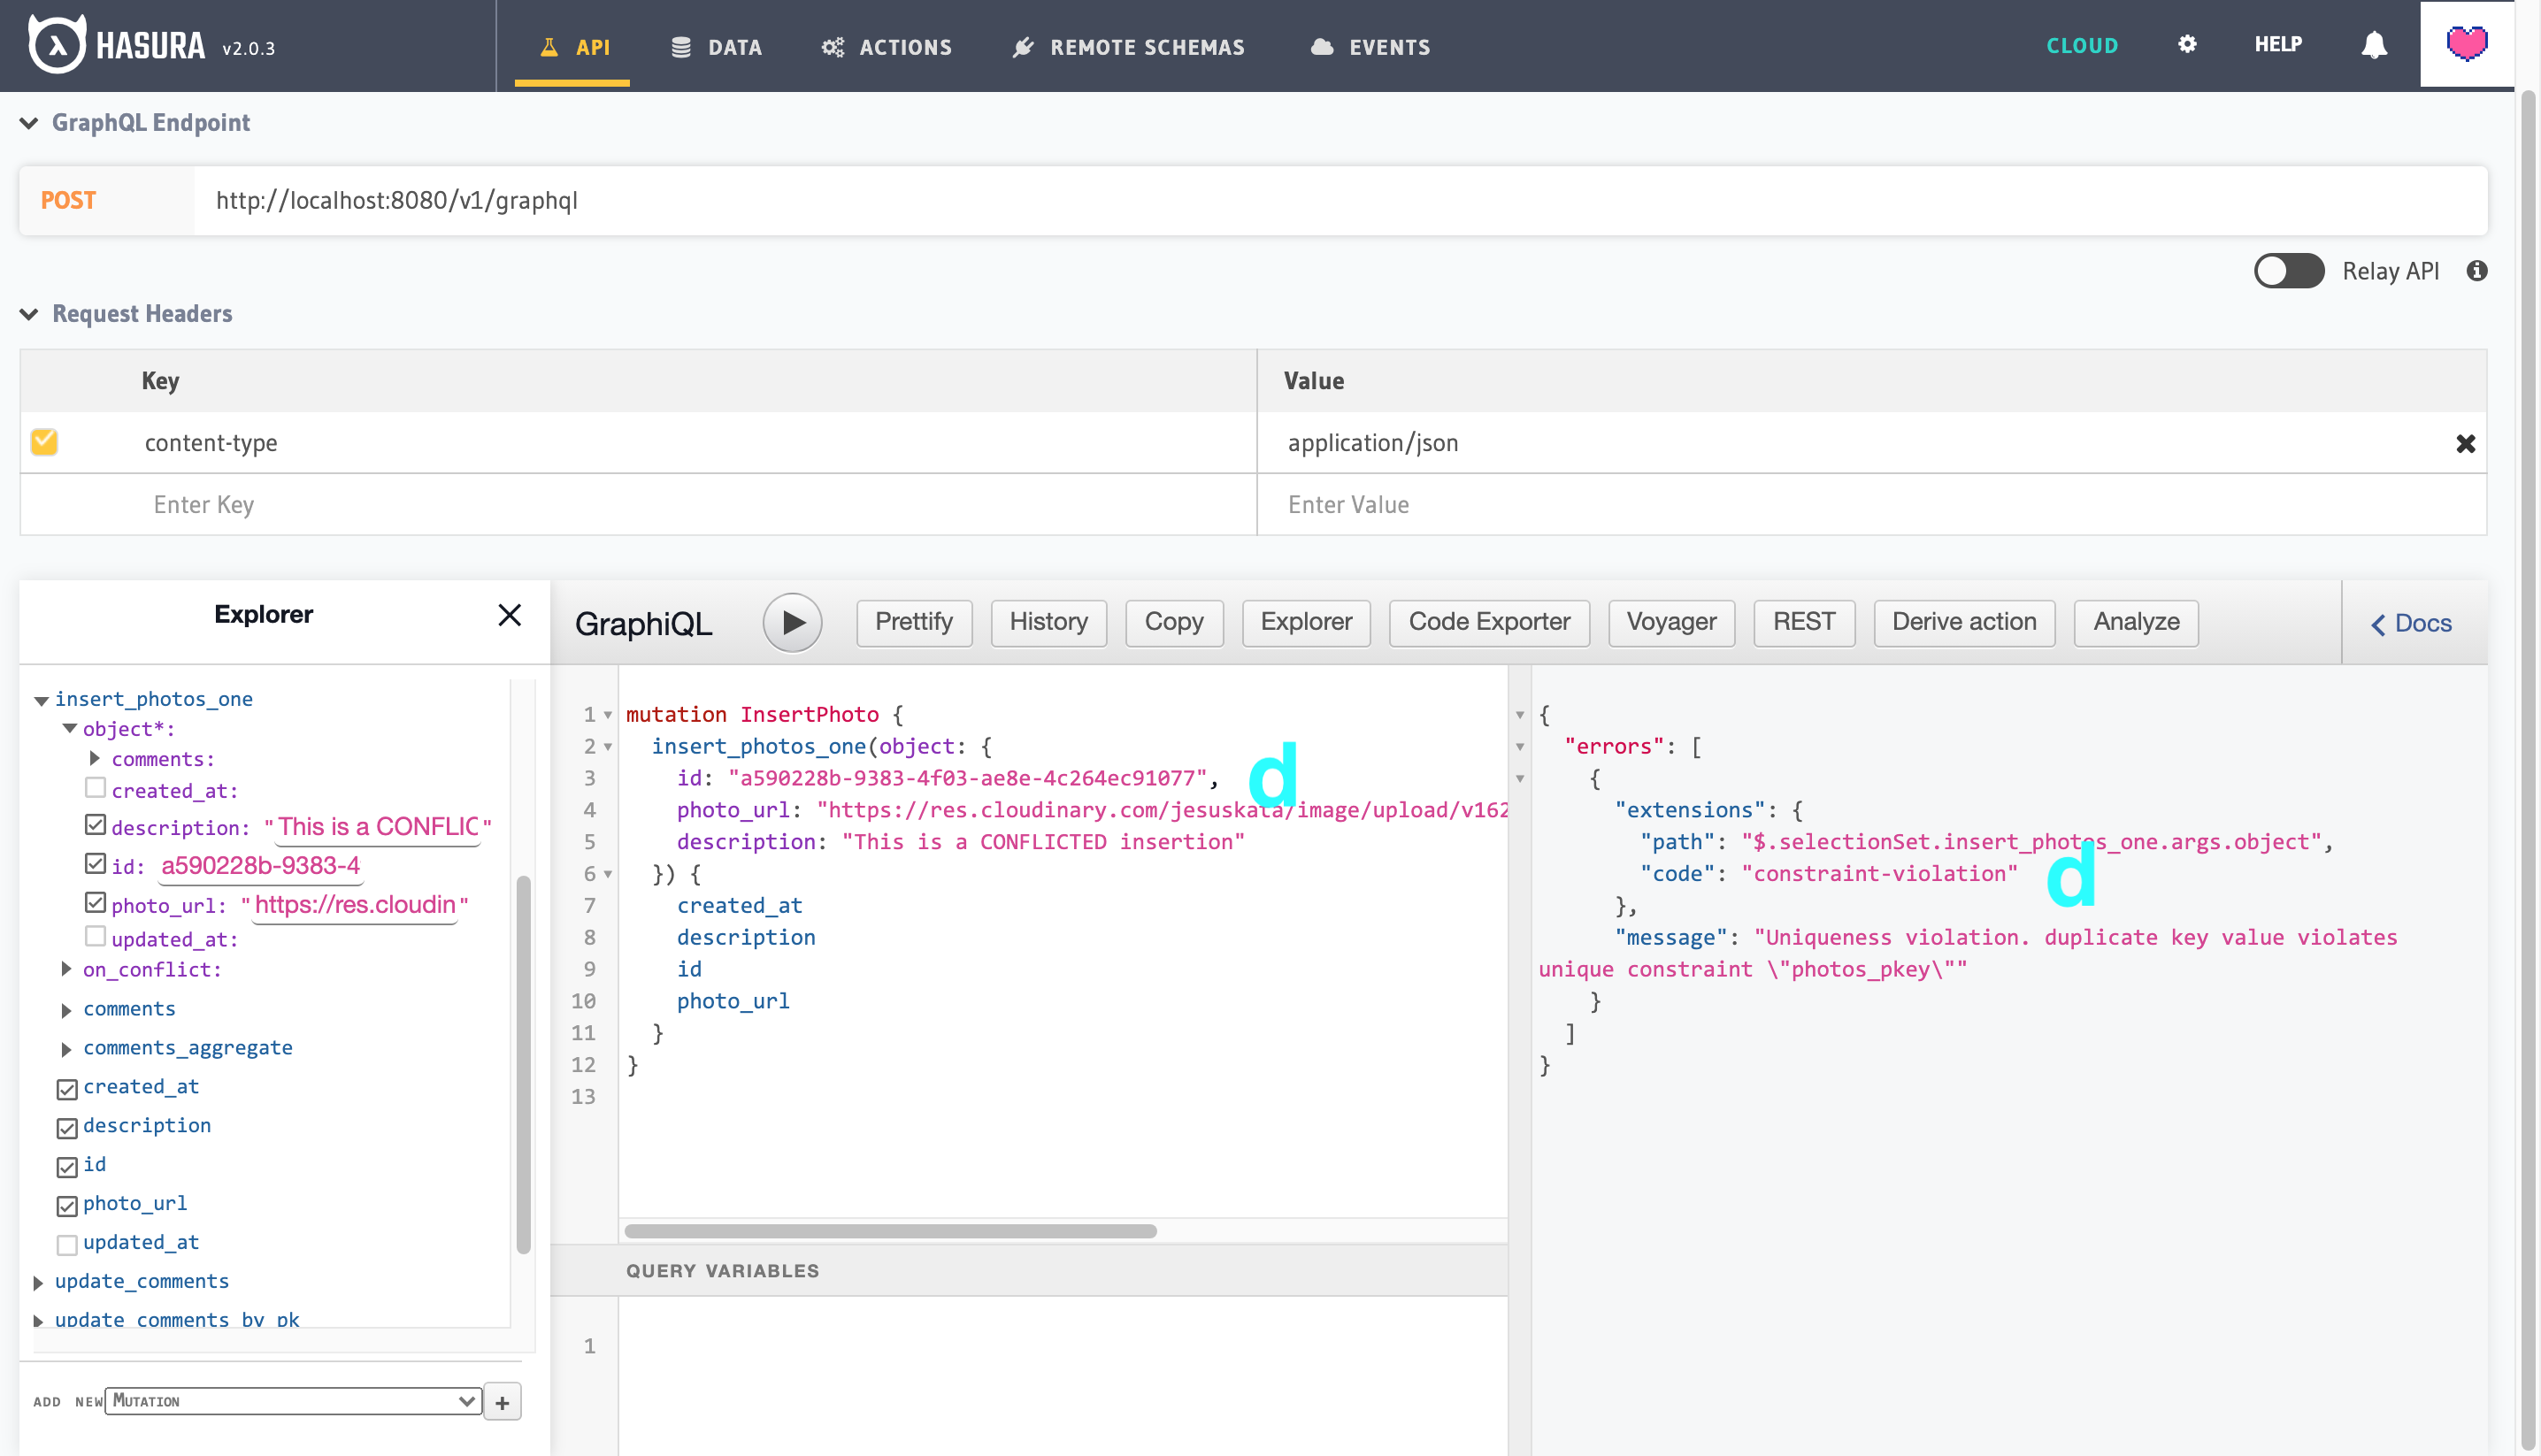 HASURA v2.0.3 API DATA ACTIONS REMOTE SCHEMAS EVENTS CLOUD HELP
GraphQL Endpoint
POST http://localhost:8080/v1/graphql
Relay API
Request Headers
Key Value
content-type application/json
Enter Key Enter Value
Explorer
insert_photos_one
object*:
comments:
created_at:
description: "This is a CONFLIC"
id: a590228b-9383-4
photo_url: "https://res.cloudin"
updated_at:
on_conflict:
comments
comments_aggregate
created_at
description
id
photo_url
updated_at
update_comments
update_comments_by_pk
ADD NEW MUTATION +
GraphiQL Prettify History Copy Explorer Code Exporter Voyager REST Derive action Analyze Docs
1 mutation InsertPhoto {
2 insert_photos_one(object: {
3 id: "a590228b-9383-4f03-ae8e-4c264ec91077", d
4 photo_url: "https://res.cloudinary.com/jesuskata/image/upload/v162
5 description: "This is a CONFLICTED insertion"
6 }) {
7 created_at
8 description
9 id
10 photo_url
11 }
12 }
13
QUERY VARIABLES
1
{
"errors": [
{
"extensions": {
"path": "$.selectionSet.insert_photos_one.args.object",
"code": "constraint-violation" d
},
"message": "Uniqueness violation. duplicate key value violates
unique constraint \"photos_pkey\""
}
]
}